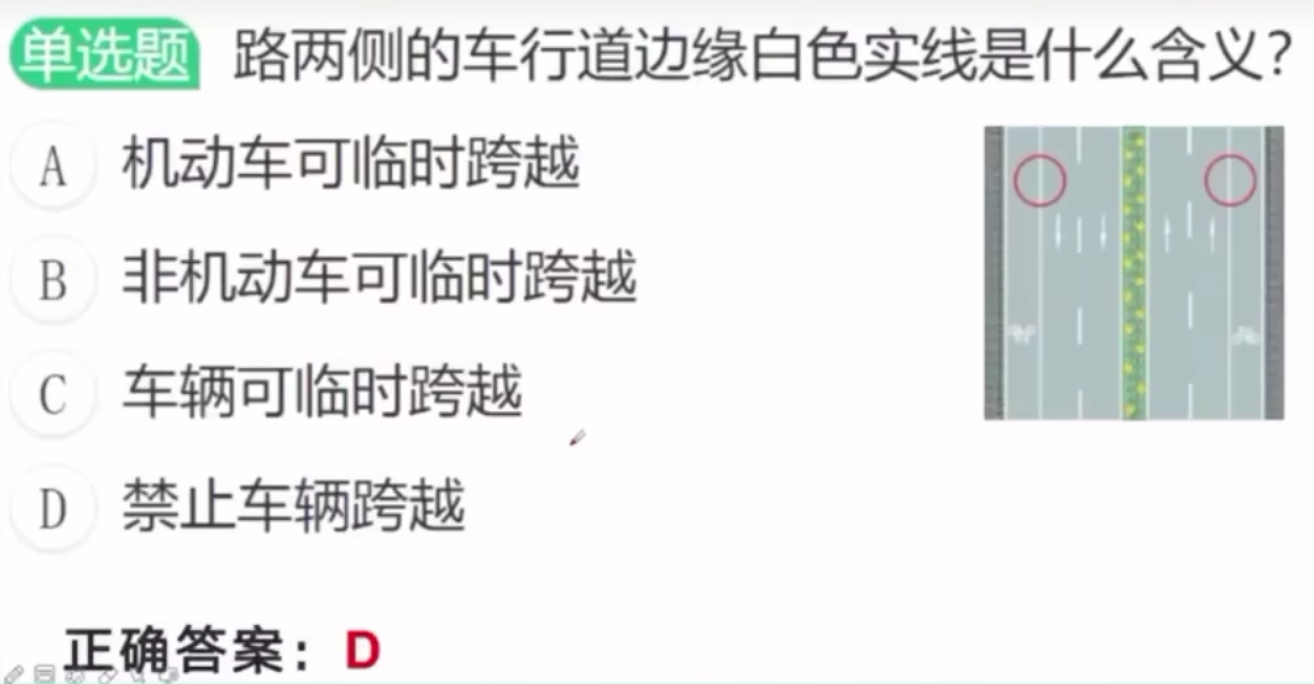 单选题 路两侧的车行道边缘白色实线是什么含义?
A 机动车可临时跨越
B 非机动车可临时跨越
C 车辆可临时跨越
D 禁止车辆跨越
正确答案：D